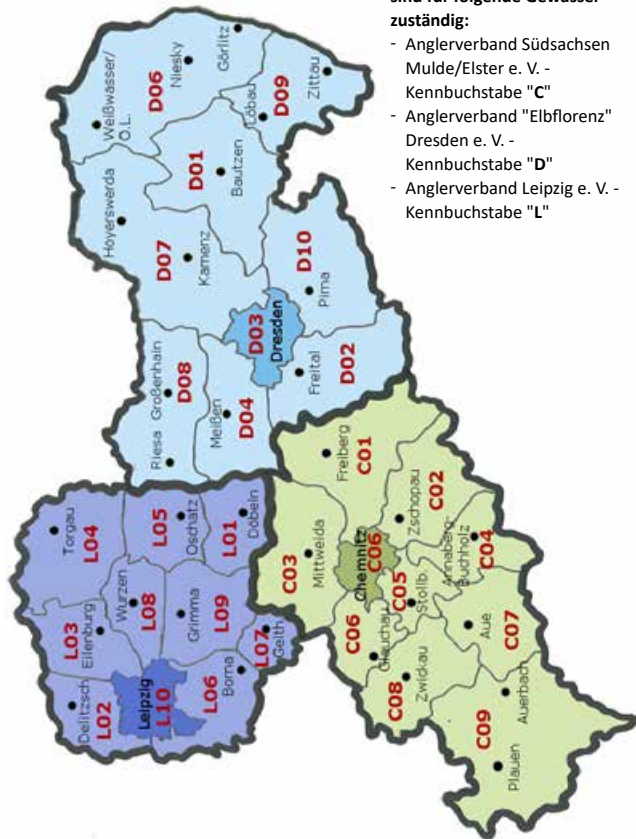 sind für folgende Gewässer
zuständig:
- Anglerverband Südsachsen
Mulde/Elster e. V. -
Kennbuchstabe "C"
- Anglerverband "Elbflorenz"
Dresden e. V. -
Kennbuchstabe "D"
- Anglerverband Leipzig e. V. -
Kennbuchstabe "L"
Delitzsch
L02
L03
Eilenburg
Torgau
L04
Leipzig
L10
Wurzen
L08
Oschatz
L05
L06
Borna
Grimma
L09
Döbeln
L01
L07
Geith
Riesa
Großenhain
D08
Meißen
D04
Hoyerswerda
D07
Kamenz
Weißwasser/
O.L.
D06
Niesky
Görlitz
D01
Bautzen
Löbau
D09
Zittau
D03
Dresden
D10
Pirna
Freital
D02
C03
Mittweida
Freiberg
C01
Chemnitz
C06
C06
Glauchau
C05
Stollb.
Zschopau
C02
Annaberg-
Buchholz
C04
C08
Zwickau
Aue
C07
C09
Plauen
Auerbach